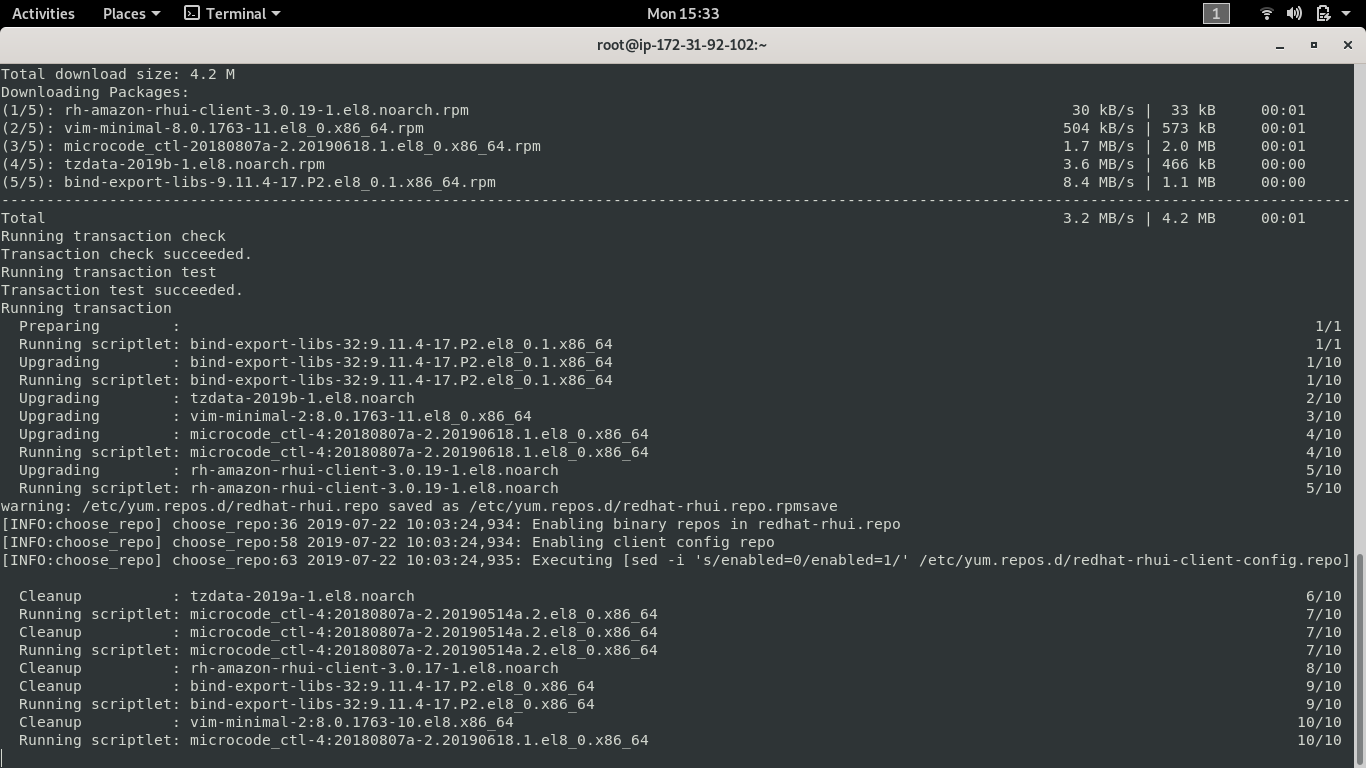 Activities Places Terminal Mon 15:33 1
root@ip-172-31-92-102:~
Total download size: 4.2 M
Downloading Packages:
(1/5): rh-amazon-rhui-client-3.0.19-1.el8.noarch.rpm 30 kB/s | 33 kB 00:01
(2/5): vim-minimal-8.0.1763-11.el8_0.x86_64.rpm 504 kB/s | 573 kB 00:01
(3/5): microcode_ctl-20180807a-2.20190618.1.el8_0.x86_64.rpm 1.7 MB/s | 2.0 MB 00:01
(4/5): tzdata-2019b-1.el8.noarch.rpm 3.6 MB/s | 466 kB 00:00
(5/5): bind-export-libs-9.11.4-17.P2.el8_0.1.x86_64.rpm 8.4 MB/s | 1.1 MB 00:00
--------------------------------------------------------------------------------------------------------------------------------------------------------
Total 3.2 MB/s | 4.2 MB 00:01
Running transaction check
Transaction check succeeded.
Running transaction test
Transaction test succeeded.
Running transaction
Preparing : 1/1
Running scriptlet: bind-export-libs-32:9.11.4-17.P2.el8_0.1.x86_64 1/1
Upgrading : bind-export-libs-32:9.11.4-17.P2.el8_0.1.x86_64 1/10
Running scriptlet: bind-export-libs-32:9.11.4-17.P2.el8_0.1.x86_64 1/10
Upgrading : tzdata-2019b-1.el8.noarch 2/10
Upgrading : vim-minimal-2:8.0.1763-11.el8_0.x86_64 3/10
Upgrading : microcode_ctl-4:20180807a-2.20190618.1.el8_0.x86_64 4/10
Running scriptlet: microcode_ctl-4:20180807a-2.20190618.1.el8_0.x86_64 4/10
Upgrading : rh-amazon-rhui-client-3.0.19-1.el8.noarch 5/10
Running scriptlet: rh-amazon-rhui-client-3.0.19-1.el8.noarch 5/10
warning: /etc/yum.repos.d/redhat-rhui.repo saved as /etc/yum.repos.d/redhat-rhui.repo.rpmsave
[INFO:choose_repo] choose_repo:36 2019-07-22 10:03:24,934: Enabling binary repos in redhat-rhui.repo
[INFO:choose_repo] choose_repo:58 2019-07-22 10:03:24,934: Enabling client config repo
[INFO:choose_repo] choose_repo:63 2019-07-22 10:03:24,935: Executing [sed -i 's/enabled=0/enabled=1/' /etc/yum.repos.d/redhat-rhui-client-config.repo]
Cleanup : tzdata-2019a-1.el8.noarch 6/10
Running scriptlet: microcode_ctl-4:20180807a-2.20190514a.2.el8_0.x86_64 7/10
Cleanup : microcode_ctl-4:20180807a-2.20190514a.2.el8_0.x86_64 7/10
Running scriptlet: microcode_ctl-4:20180807a-2.20190514a.2.el8_0.x86_64 7/10
Cleanup : rh-amazon-rhui-client-3.0.17-1.el8.noarch 8/10
Cleanup : bind-export-libs-32:9.11.4-17.P2.el8_0.x86_64 9/10
Running scriptlet: bind-export-libs-32:9.11.4-17.P2.el8_0.x86_64 9/10
Cleanup : vim-minimal-2:8.0.1763-10.el8.x86_64 10/10
Running scriptlet: microcode_ctl-4:20180807a-2.20190618.1.el8_0.x86_64 10/10